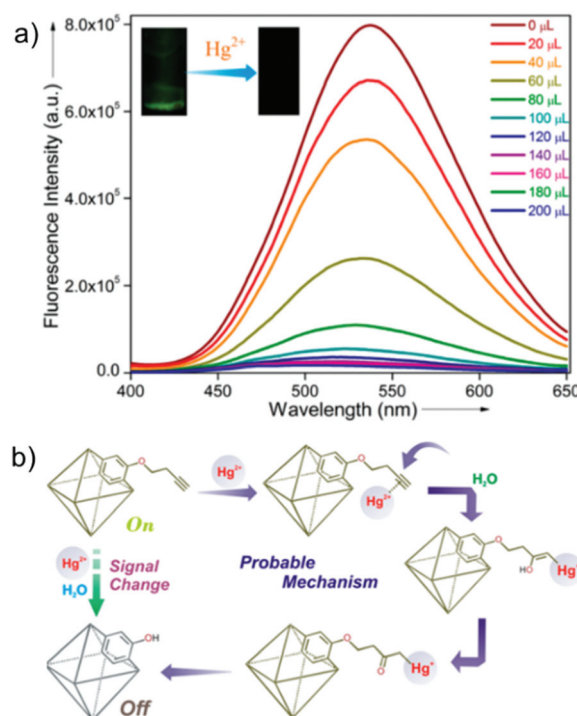 a)
Fluorescence Intensity (a.u.)
8.0x10⁵
6.0x10⁵
4.0x10⁵
2.0x10⁵
0.0
Hg²⁺
0 μL
20 μL
40 μL
60 μL
80 μL
100 μL
120 μL
140 μL
160 μL
180 μL
200 μL
400 450 500 550 600 650
Wavelength (nm)
b)
O
On
Hg²⁺
O
Hg²⁺
H₂O
Hg²⁺
Signal
Change
H₂O
Probable
Mechanism
O
HO
OH
Off
O
O
Hg⁺